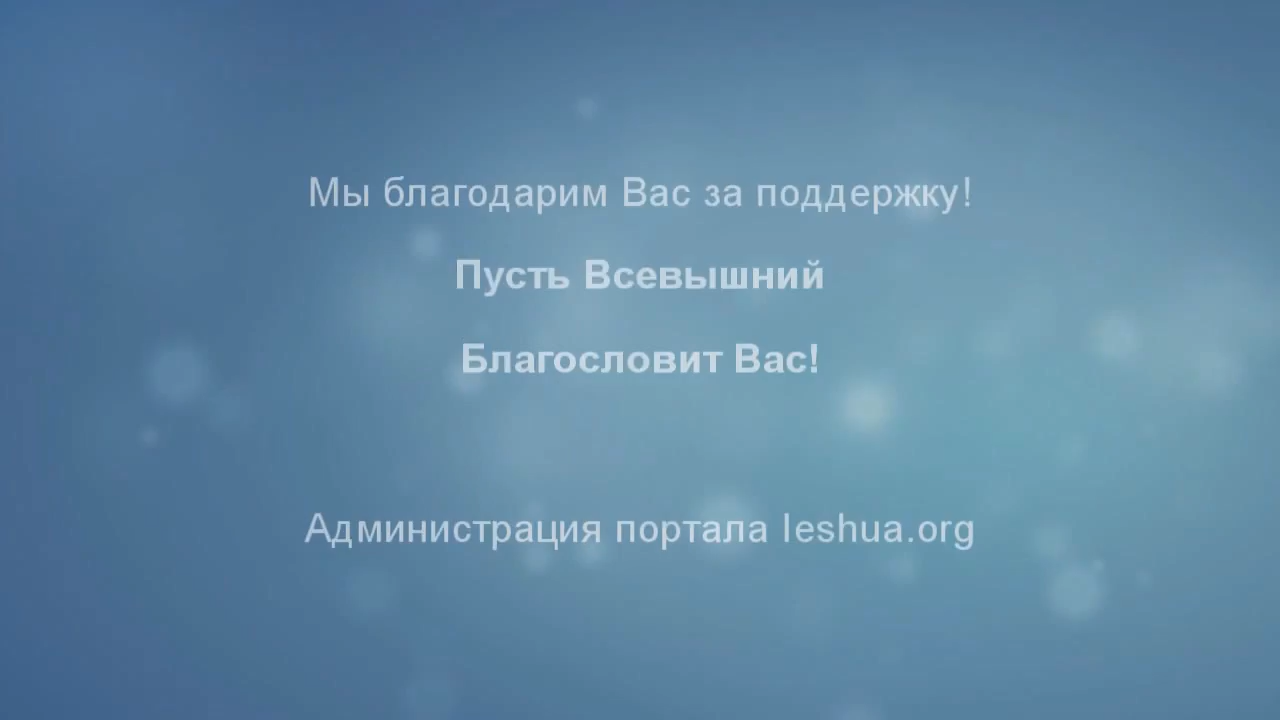 Мы благодарим Вас за поддержку!
Пусть Всевышний
Благословит Вас!
Администрация портала Ieshua.org